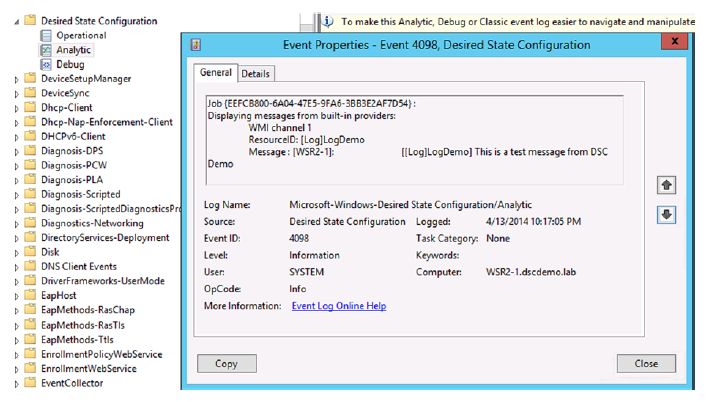 Desired State Configuration
Operational
Analytic
Debug
DeviceSetupManager
DeviceSync
Dhcp-Client
Dhcp-Nap-Enforcement-Client
DHCPv6-Client
Diagnosis-DPS
Diagnosis-PCW
Diagnosis-PLA
Diagnosis-Scripted
Diagnosis-ScriptedDiagnosticsPr
Diagnostics-Networking
DirectoryServices-Deployment
Disk
DNS Client Events
DriverFrameworks-UserMode
EapHost
EapMethods-RasChap
EapMethods-RasTls
EapMethods-Ttls
EnrollmentPolicyWebService
EnrollmentWebService
EventCollector
To make this Analytic, Debug or Classic event log easier to navigate and manipulate
Event Properties - Event 4098, Desired State Configuration
x
General Details
Job {EEFCB800-6A04-47E5-9FA6-3BB3E2AF7D54} :
Displaying messages from built-in providers:
WMI channel 1
ResourceID: [Log]LogDemo
Message : [WSR2-1]: [[Log]LogDemo] This is a test message from DSC
Demo
Log Name: Microsoft-Windows-Desired State Configuration/Analytic
Source: Desired State Configuration Logged: 4/13/2014 10:17:05 PM
Event ID: 4098 Task Category: None
Level: Information Keywords:
User: SYSTEM Computer: WSR2-1.dscdemo.lab
OpCode: Info
More Information: Event Log Online Help
Copy Close